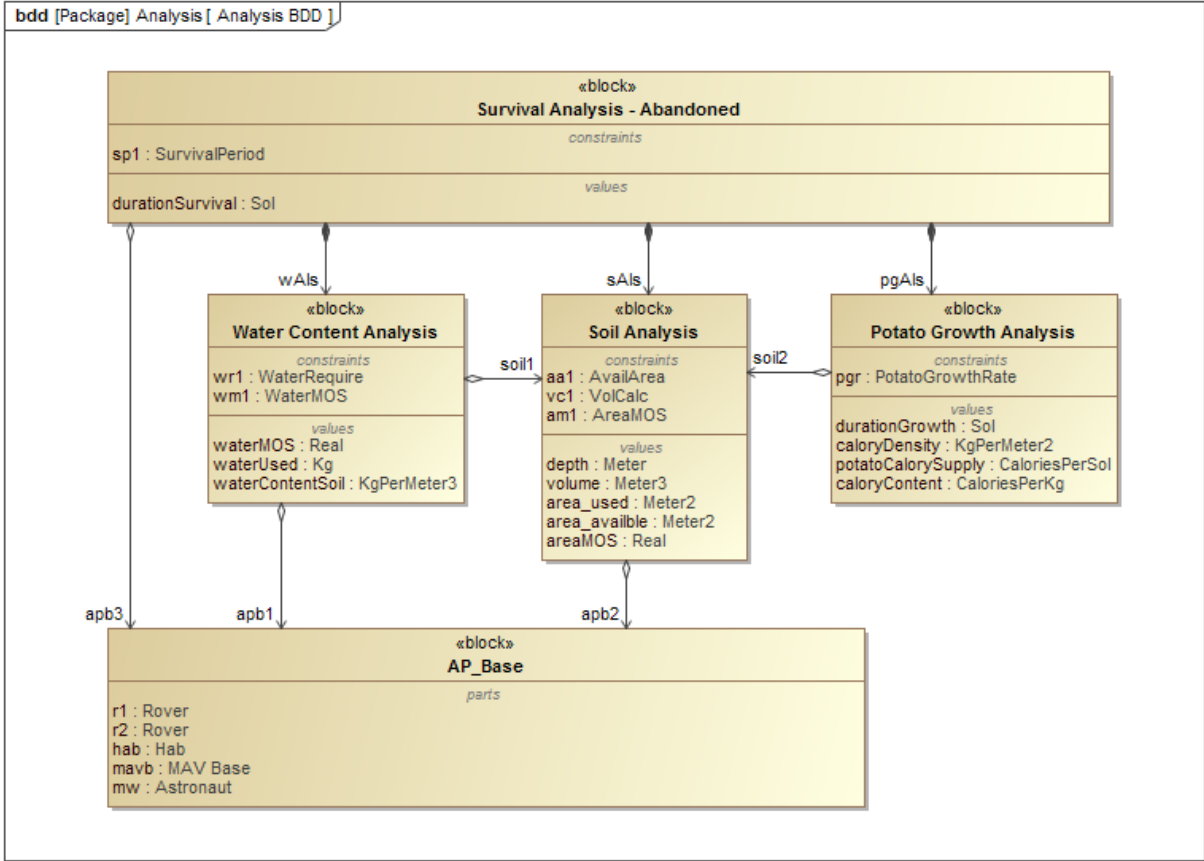 bdd [Package] Analysis [ Analysis BDD ]
«block»
Survival Analysis - Abandoned
constraints
sp1 : SurvivalPeriod
values
durationSurvival : Sol
wAls
sAls
pgAls
«block»
Water Content Analysis
constraints
wr1 : WaterRequire
wm1 : WaterMOS
values
waterMOS : Real
waterUsed : Kg
waterContentSoil : KgPerMeter3
soil1
«block»
Soil Analysis
constraints
aa1 : AvailArea
vc1 : VolCalc
am1 : AreaMOS
values
depth : Meter
volume : Meter3
area_used : Meter2
area_availble : Meter2
areaMOS : Real
soil2
«block»
Potato Growth Analysis
constraints
pgr : PotatoGrowthRate
values
durationGrowth : Sol
caloryDensity : KgPerMeter2
potatoCalorySupply : CaloriesPerSol
caloryContent : CaloriesPerKg
apb3
apb1
apb2
«block»
AP_Base
parts
r1 : Rover
r2 : Rover
hab : Hab
mavb : MAV Base
mw : Astronaut